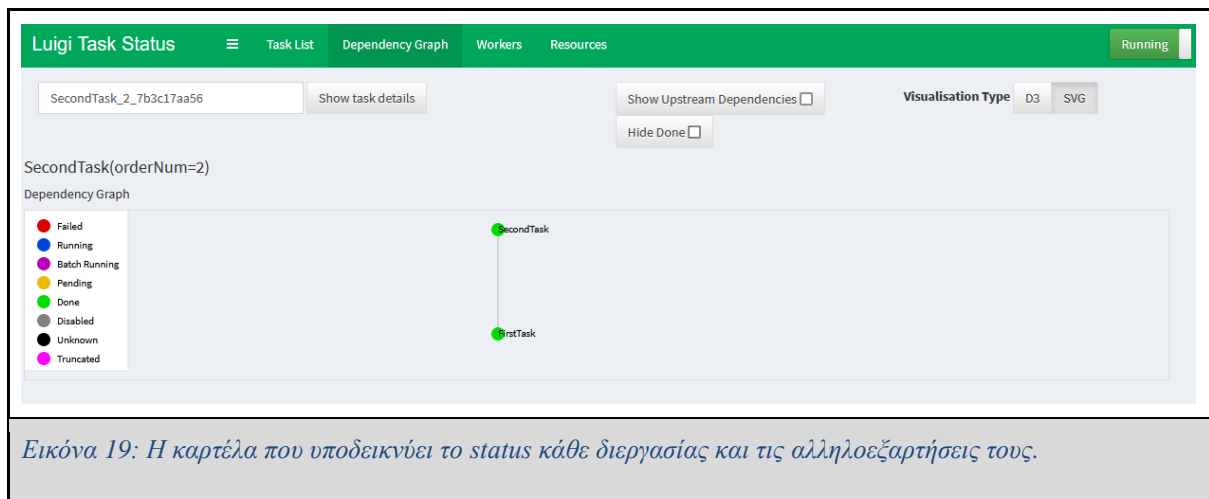 Luigi Task Status Task List Dependency Graph Workers Resources Running
SecondTask_2_7b3c17aa56 Show task details Show Upstream Dependencies Visualisation Type D3 SVG
Hide Done
SecondTask(orderNum=2)
Dependency Graph
Failed
Running
Batch Running
Pending
Done
Disabled
Unknown
Truncated
SecondTask
FirstTask
Εικόνα 19: Η καρτέλα που υποδεικνύει το status κάθε διεργασίας και τις αλληλοεξαρτήσεις τους.